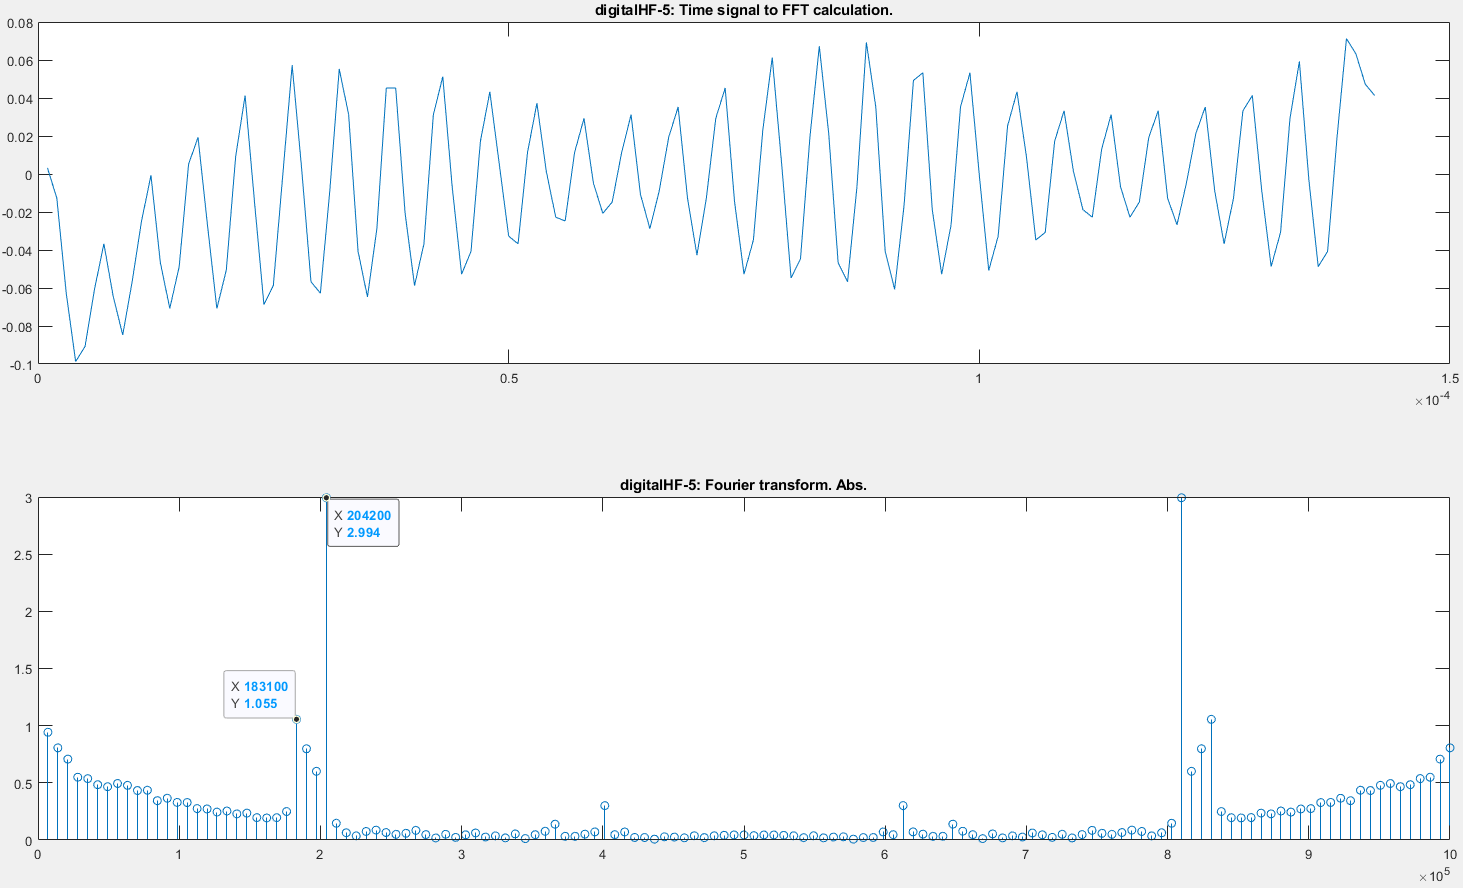 digitalHF-5: Time signal to FFT calculation.
0.08
0.06
0.04
0.02
0
-0.02
-0.04
-0.06
-0.08
-0.1
0 0.5 1 1.5
×10-4
digitalHF-5: Fourier transform. Abs.
3
X 204200
Y 2.994
2.5
2
1.5
X 183100
Y 1.055
1
0.5
0
0 1 2 3 4 5 6 7 8 9 10
×105